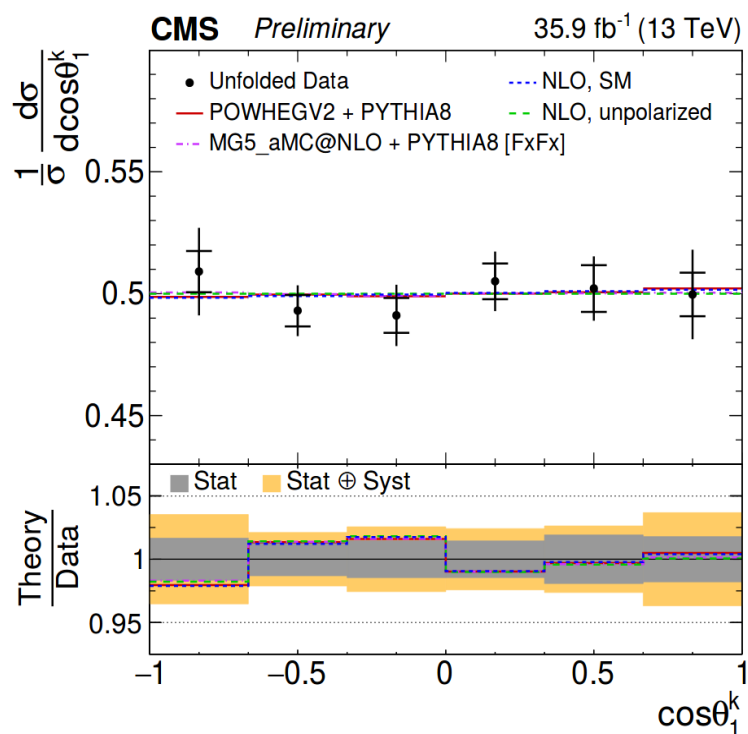 CMS Preliminary 35.9 fb⁻¹ (13 TeV)
1/σ dσ/dcosθ₁ᵏ
Unfolded Data
POWHEGV2 + PYTHIA8
MG5_aMC@NLO + PYTHIA8 [FxFx]
NLO, SM
NLO, unpolarized
0.55
0.5
0.45
Stat
Stat ⊕ Syst
Theory
Data
1.05
1
0.95
−1 −0.5 0 0.5 1
cosθ₁ᵏ